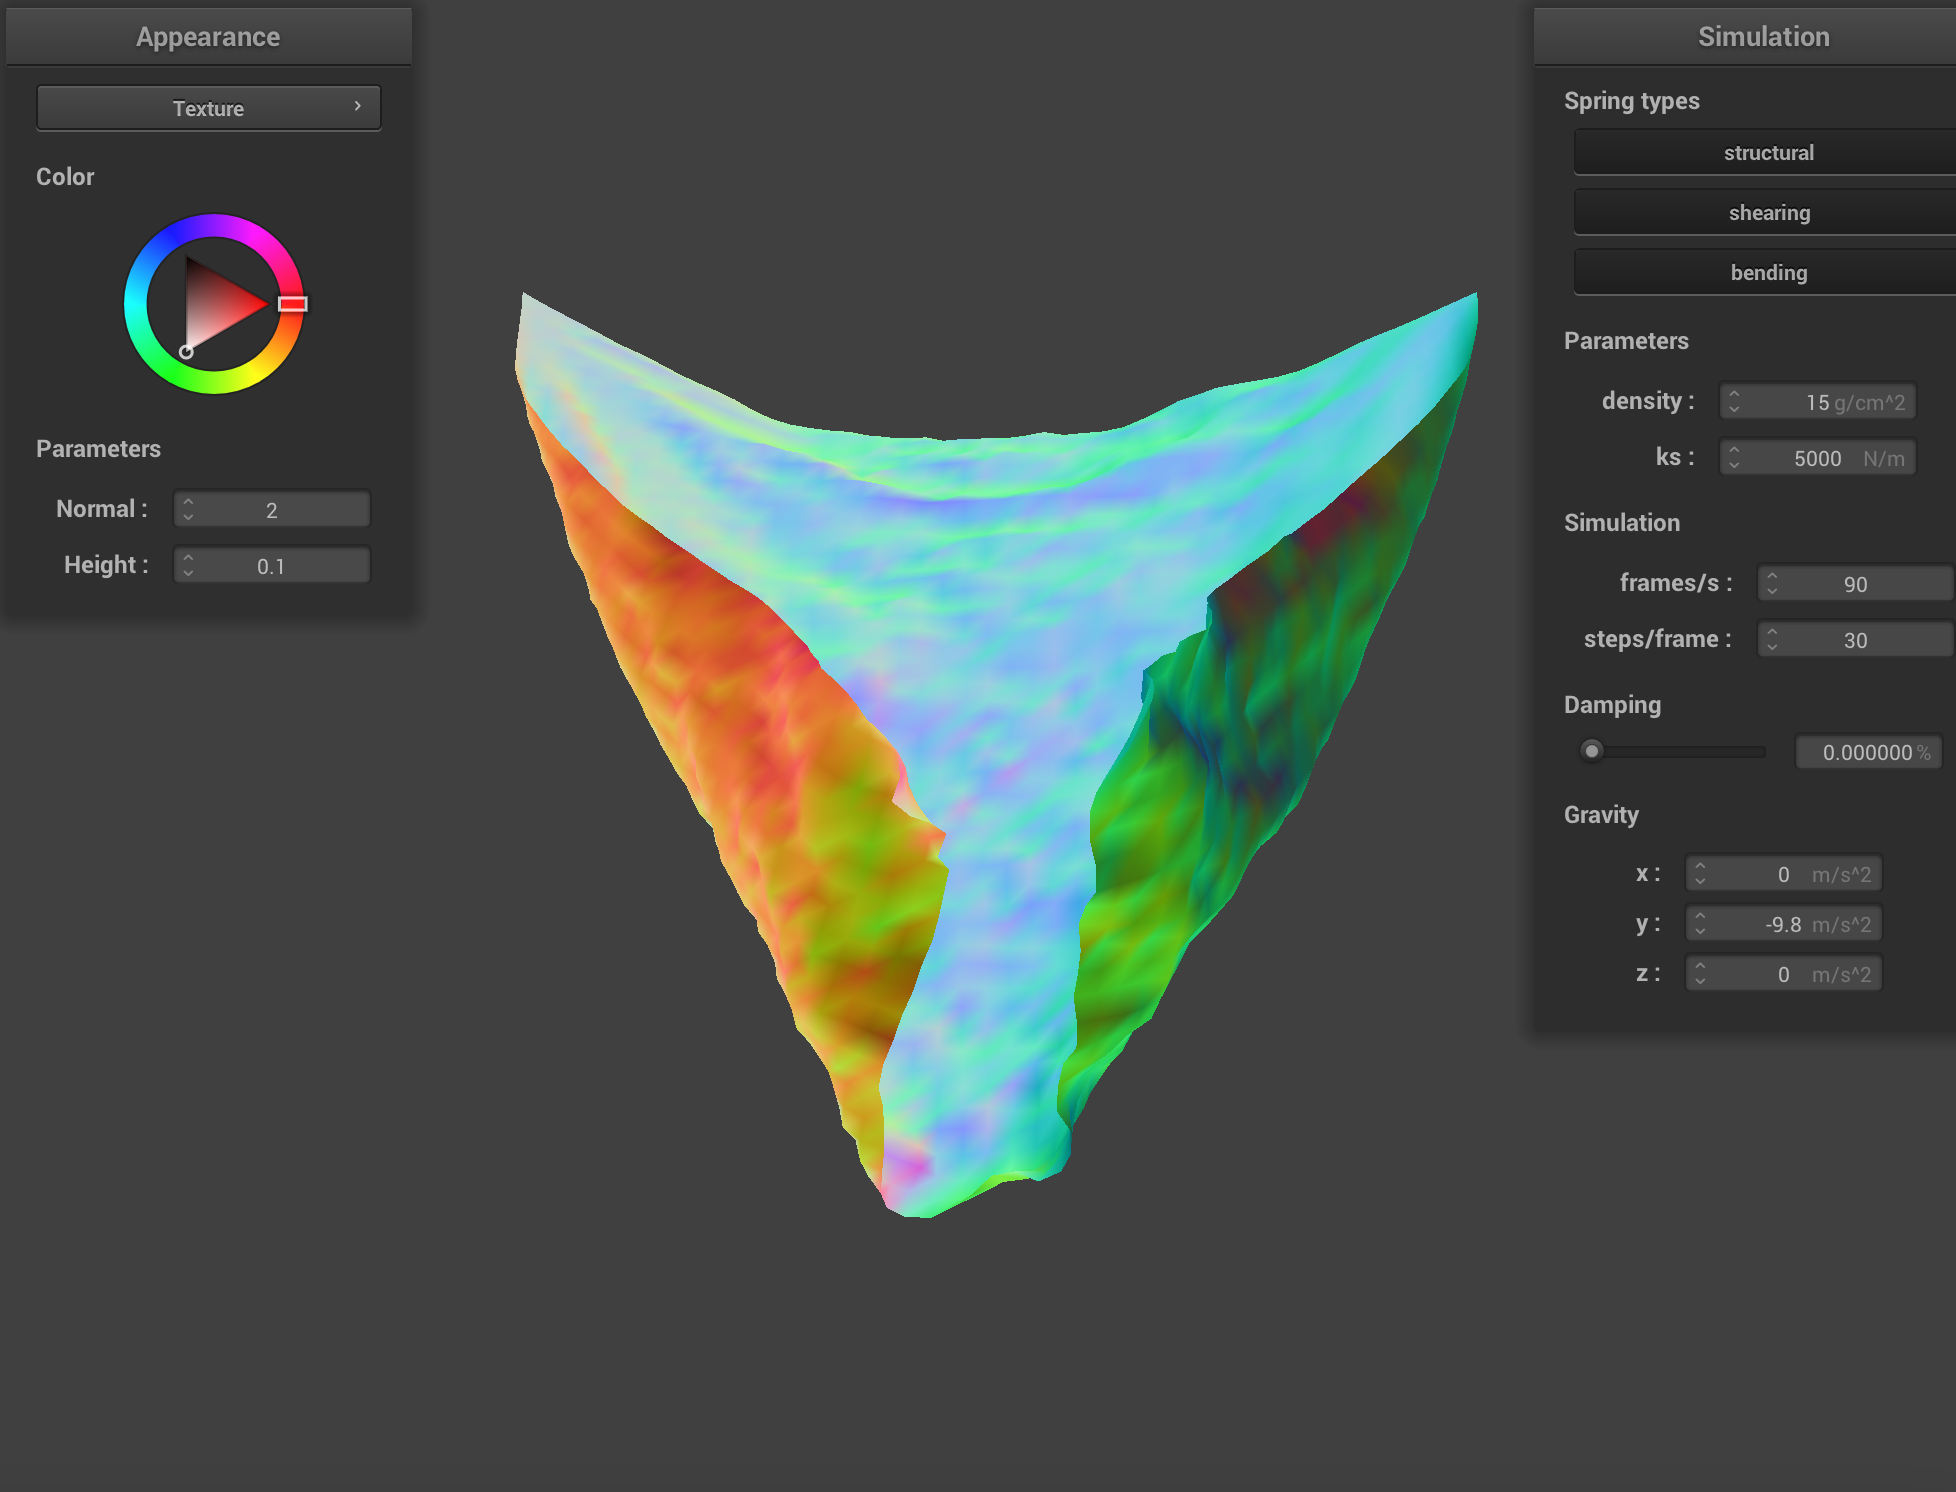 Appearance
Texture
Color
Parameters
Normal : 2
Height : 0.1
Simulation
Spring types
structural
shearing
bending
Parameters
density : 15 g/cm^2
ks : 5000 N/m
Simulation
frames/s : 90
steps/frame : 30
Damping
0.000000 %
Gravity
x : 0 m/s^2
y : -9.8 m/s^2
z : 0 m/s^2